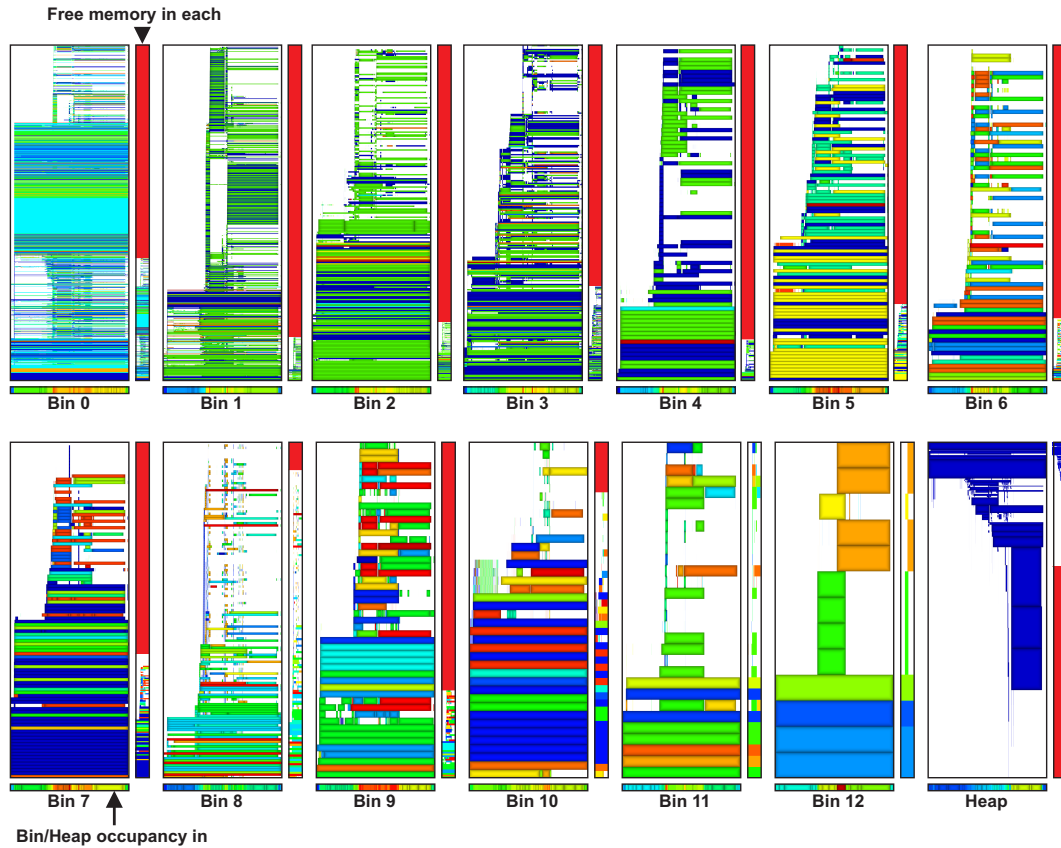 Free memory in each
Bin 0
Bin 1
Bin 2
Bin 3
Bin 4
Bin 5
Bin 6
Bin 7
Bin 8
Bin 9
Bin 10
Bin 11
Bin 12
Heap
Bin/Heap occupancy in